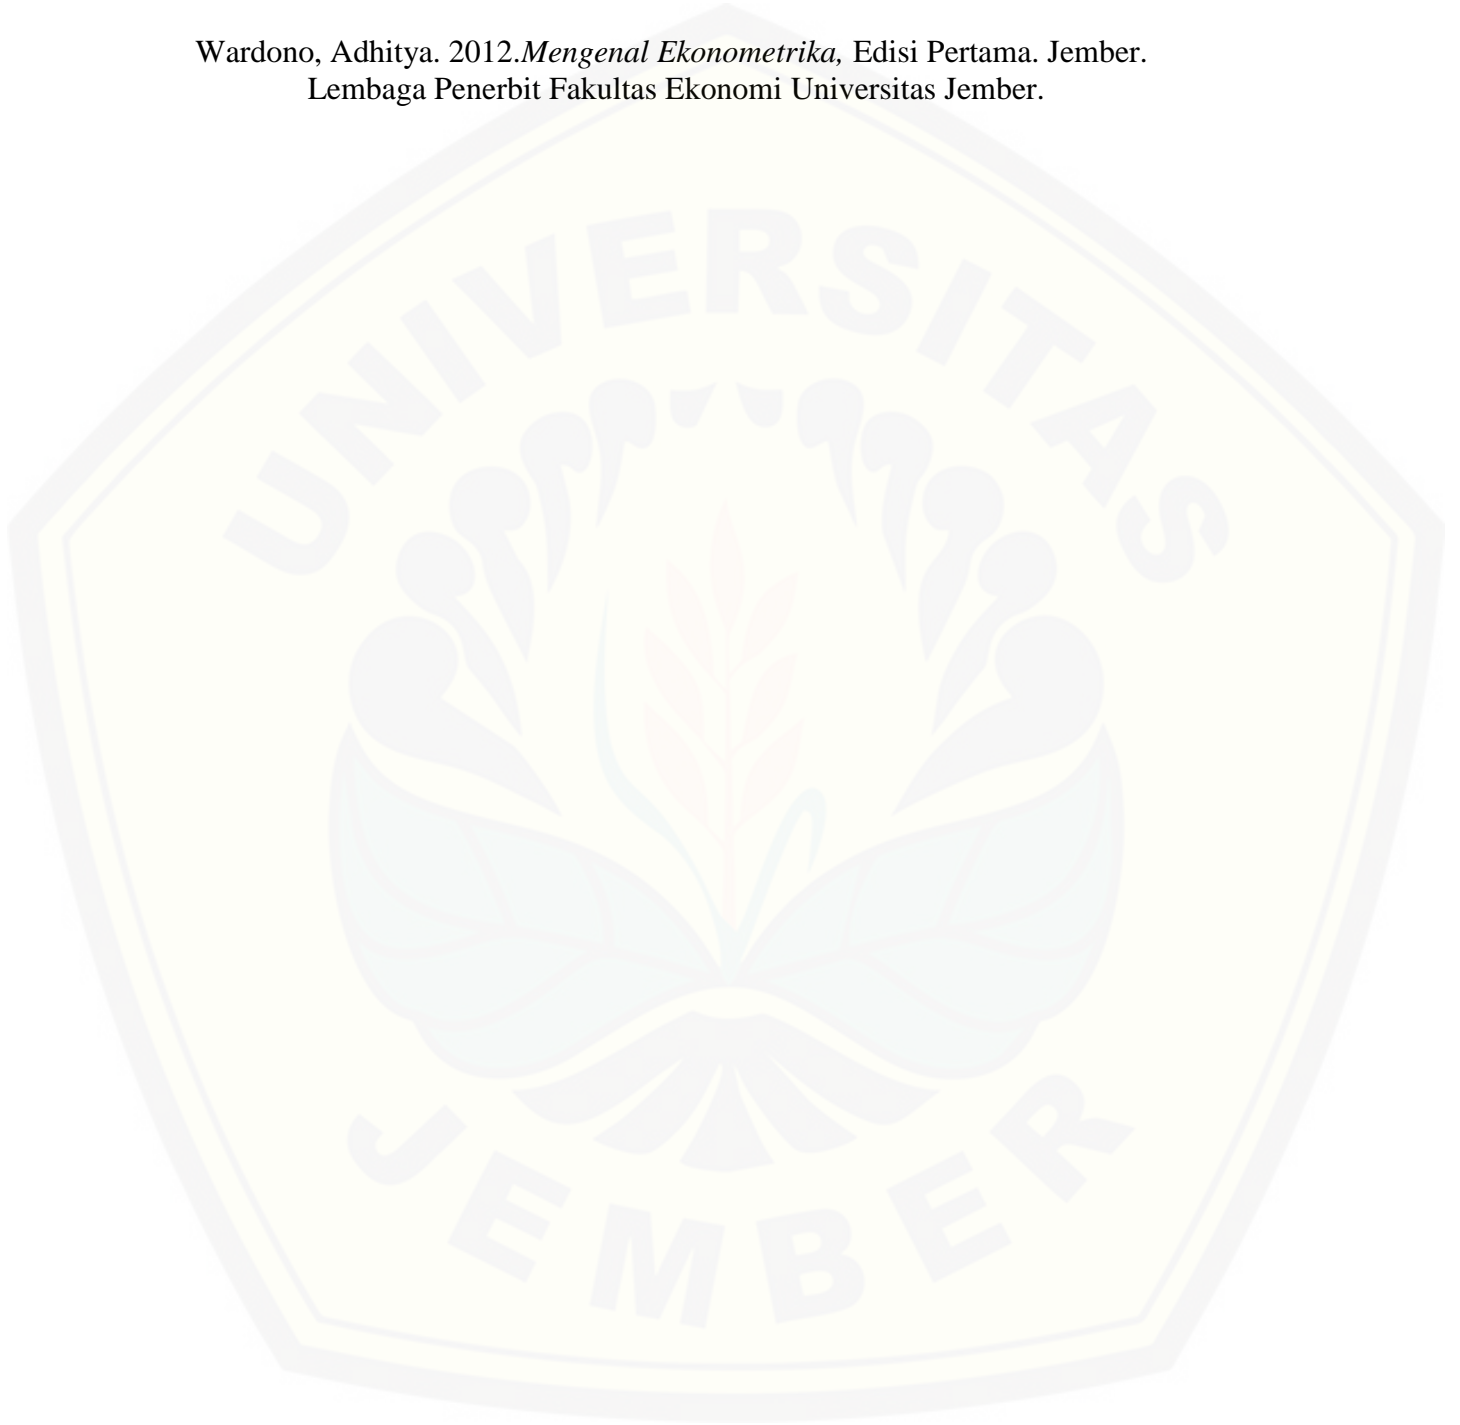 Wardono, Adhitya. 2012.Mengenal Ekonometrika, Edisi Pertama. Jember.
Lembaga Penerbit Fakultas Ekonomi Universitas Jember.
UNIVERSITAS
JEMBER